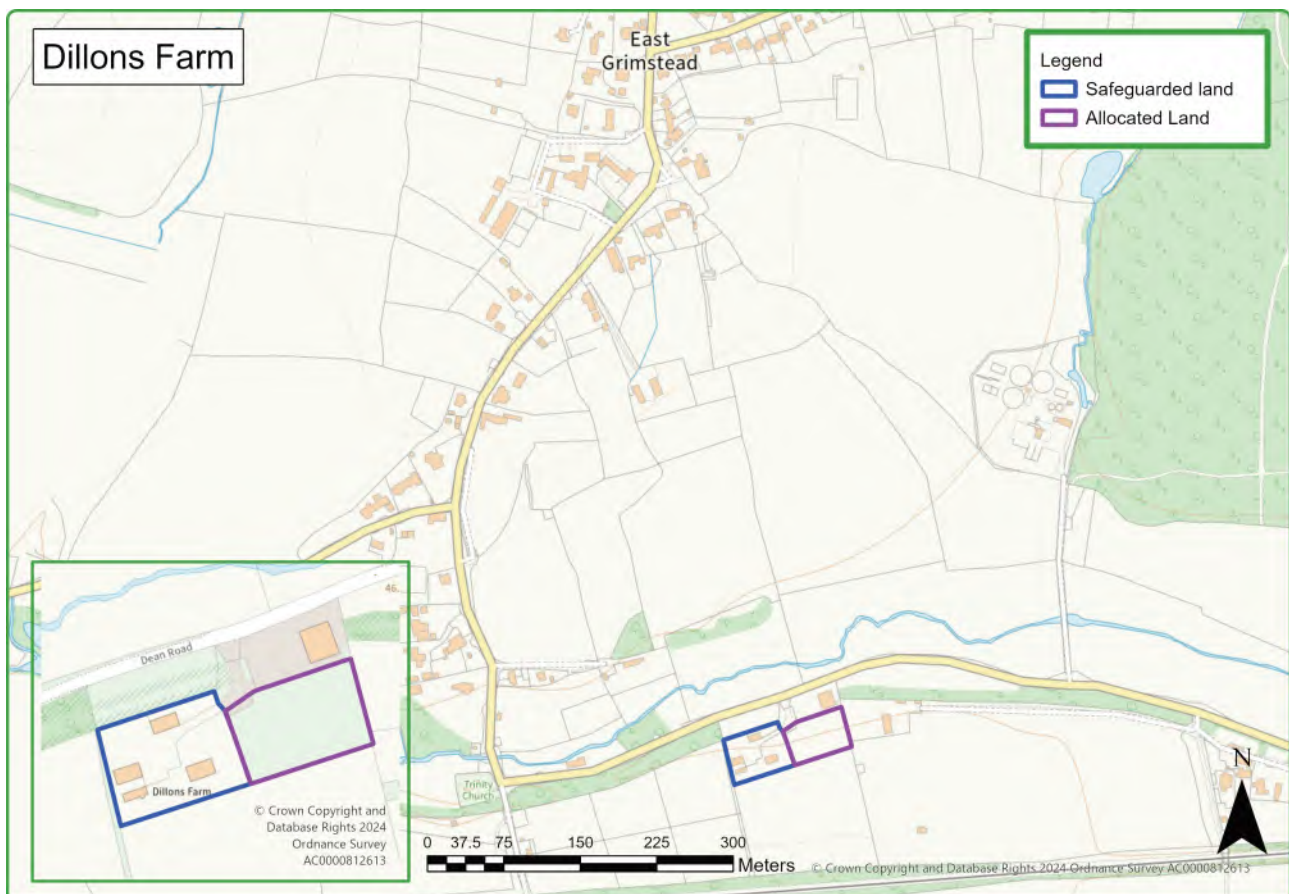 Dillons Farm
East
Grimstead
Legend
Safeguarded land
Allocated Land
46
Dean Road
Dillons Farm
© Crown Copyright and
Database Rights 2024
Ordnance Survey
AC0000812613
Trinity
Church
N
0 37.5 75 150 225 300
Meters
© Crown Copyright and Database Rights 2024 Ordnance Survey AC0000812613